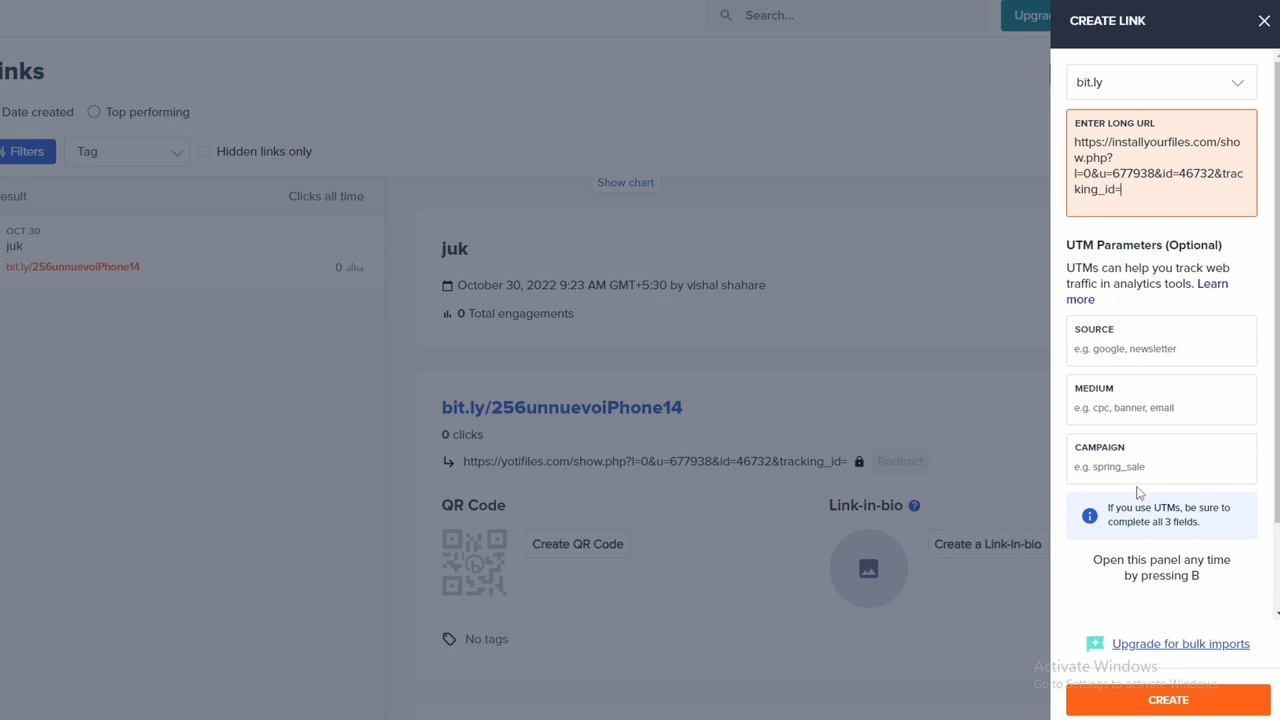 Search...
Upgra
CREATE LINK
inks
Date created
Top performing
Filters
Tag
Hidden links only
esult
Clicks all time
Show chart
OCT 30
juk
bit.ly/256unnuevoiPhone14
0
juk
October 30, 2022 9:23 AM GMT+5:30 by vishal shahare
0 Total engagements
bit.ly/256unnuevoiPhone14
0 clicks
https://yotifiles.com/show.php?l=0&u=677938&id=46732&tracking_id=
Redirect
QR Code
Create QR Code
Link-in-bio
Create a Link-in-bio
No tags
bit.ly
ENTER LONG URL
https://installyourfiles.com/sho
w.php?
l=0&u=677938&id=46732&trac
king_id=
UTM Parameters (Optional)
UTMs can help you track web
traffic in analytics tools. Learn
more
SOURCE
e.g. google, newsletter
MEDIUM
e.g. cpc, banner, email
CAMPAIGN
e.g. spring_sale
If you use UTMs, be sure to
complete all 3 fields.
Open this panel any time
by pressing B
Upgrade for bulk imports
Activate Windows
Go to Settings to activate Windows.
CREATE